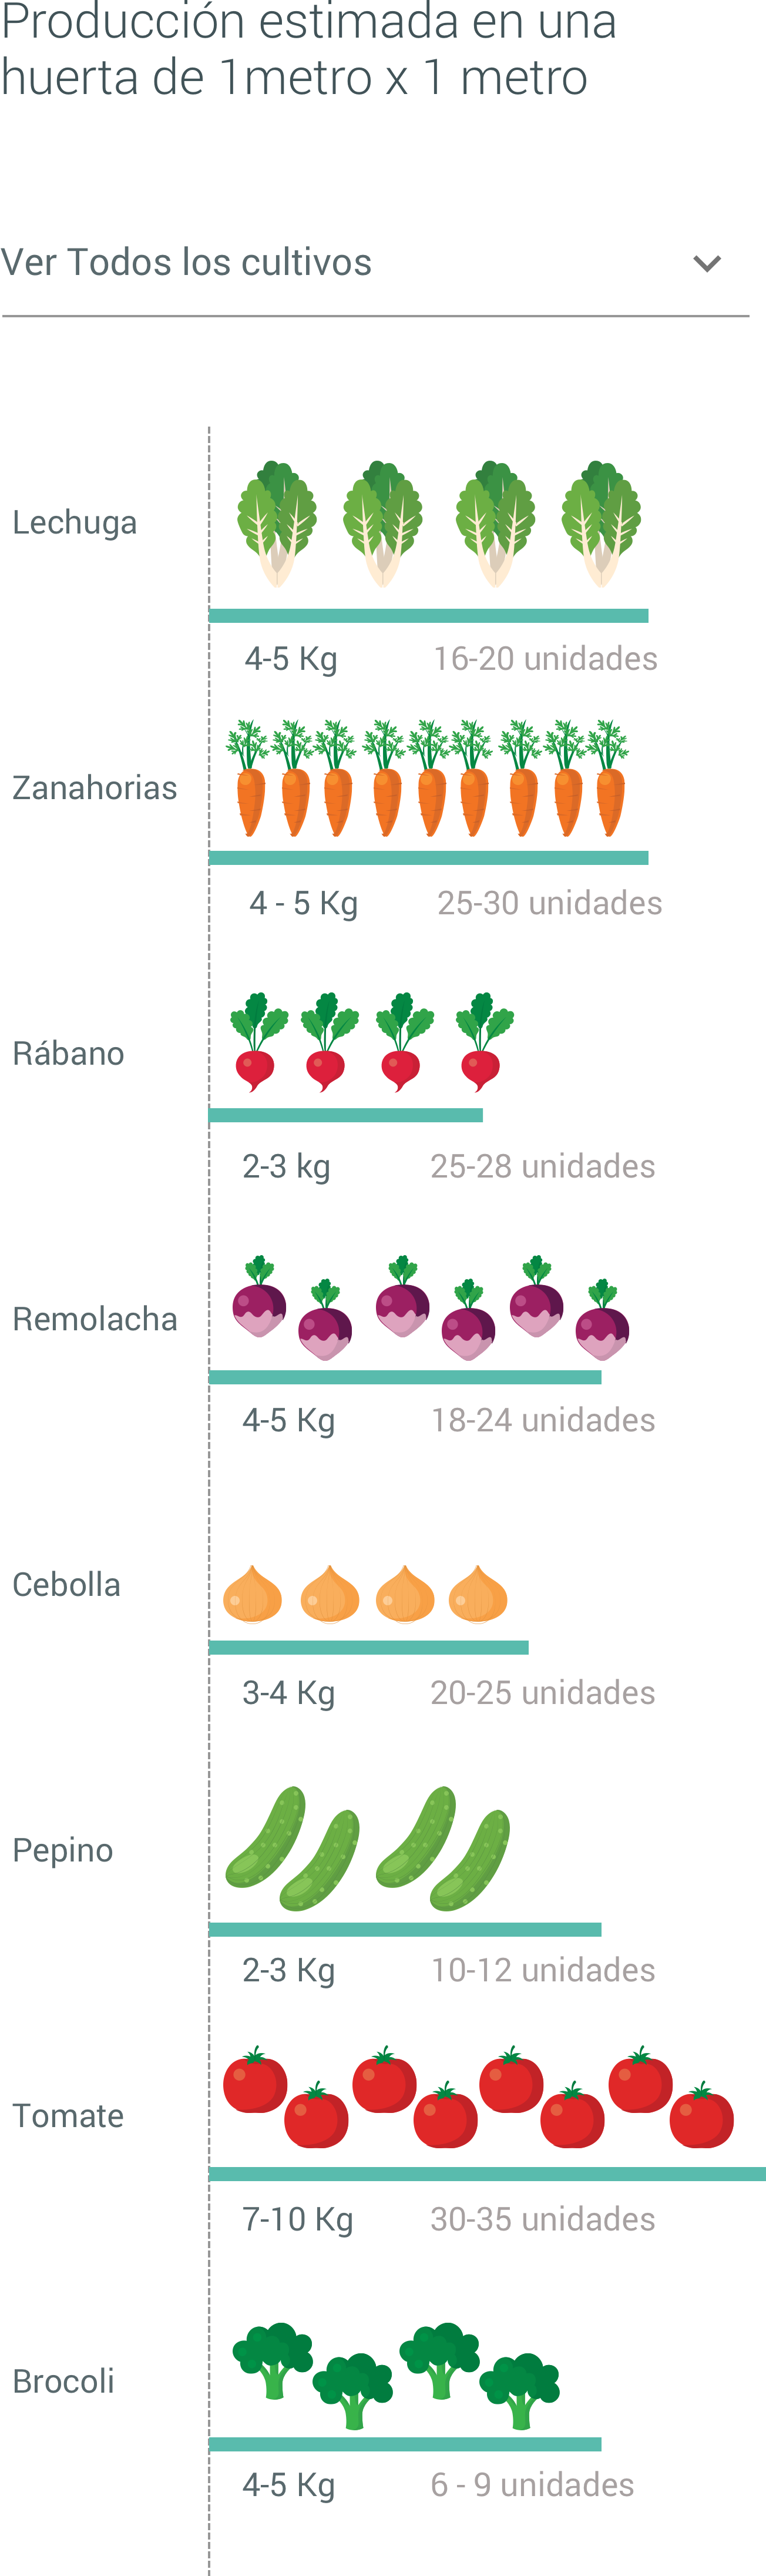 Producción estimada en una
huerta de 1metro x 1 metro
Ver Todos los cultivos
Lechuga
4-5 Kg 16-20 unidades
Zanahorias
4 - 5 Kg 25-30 unidades
Rábano
2-3 kg 25-28 unidades
Remolacha
4-5 Kg 18-24 unidades
Cebolla
3-4 Kg 20-25 unidades
Pepino
2-3 Kg 10-12 unidades
Tomate
7-10 Kg 30-35 unidades
Brocoli
4-5 Kg 6 - 9 unidades